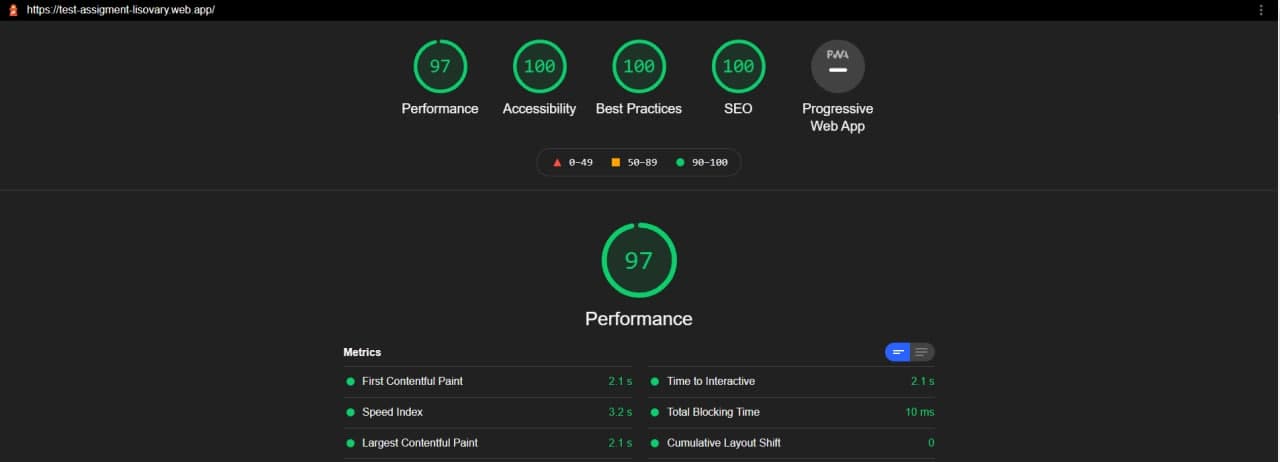 https://test-assigment-lisovary.web.app/
97 100 100 100 PWA
Performance Accessibility Best Practices SEO Progressive
Web App
0–49 50–89 90–100
97
Performance
Metrics
First Contentful Paint 2.1 s Time to Interactive 2.1 s
Speed Index 3.2 s Total Blocking Time 10 ms
Largest Contentful Paint 2.1 s Cumulative Layout Shift 0